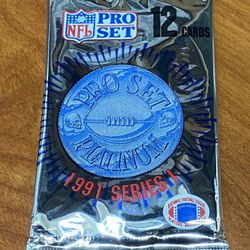 NFL
PRO
SET
12
CARDS
PRO SET
PLATINUM
1991 SERIES I